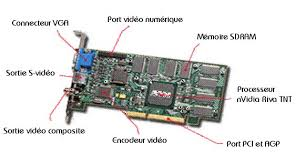 Connecteur VGA
Port vidéo numérique
Mémoire SDRAM
Sortie S-vidéo
Processeur
nVidia Riva TNT
Sortie vidéo composite
Encodeur vidéo
Port PCI et AGP